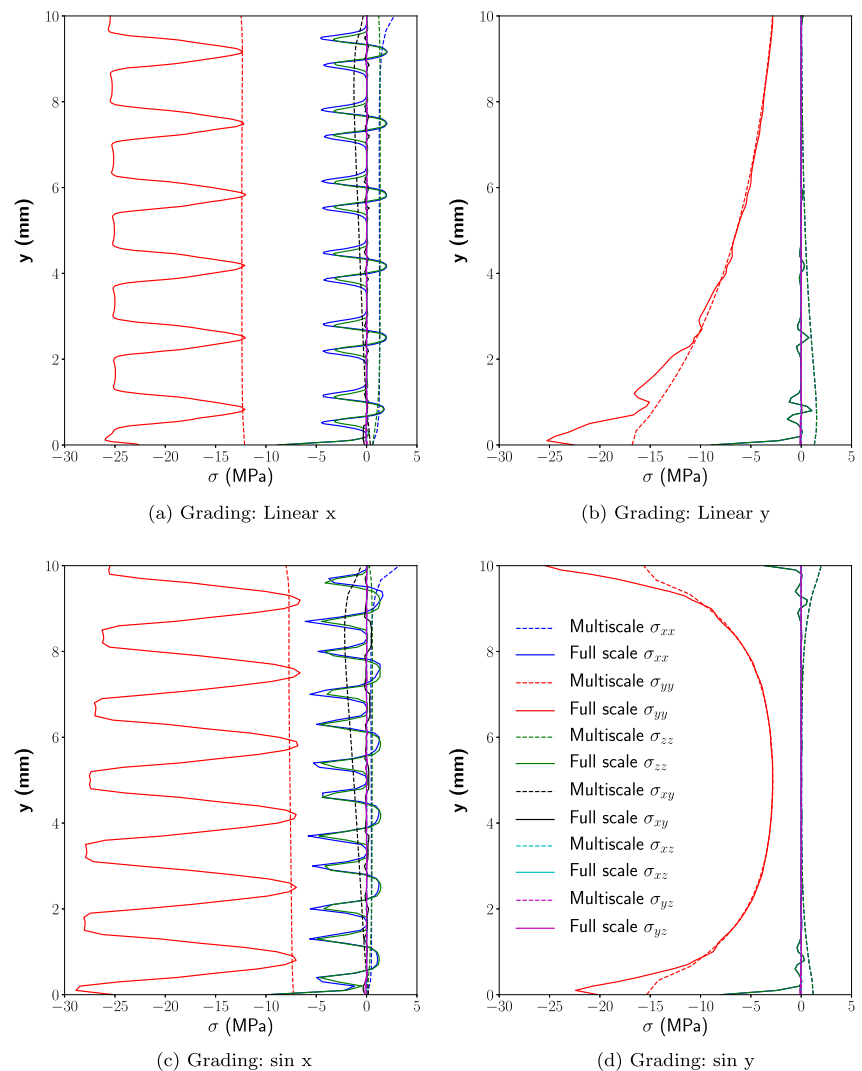 10
8
6
4
2
0
y (mm)
−30 −25 −20 −15 −10 −5 0 5
σ (MPa)
(a) Grading: Linear x
10
8
6
4
2
0
y (mm)
−30 −25 −20 −15 −10 −5 0 5
σ (MPa)
(b) Grading: Linear y
10
8
6
4
2
0
y (mm)
−30 −25 −20 −15 −10 −5 0 5
σ (MPa)
(c) Grading: sin x
10
8
6
4
2
0
y (mm)
Multiscale σxx
Full scale σxx
Multiscale σyy
Full scale σyy
Multiscale σzz
Full scale σzz
Multiscale σxy
Full scale σxy
Multiscale σxz
Full scale σxz
Multiscale σyz
Full scale σyz
−30 −25 −20 −15 −10 −5 0 5
σ (MPa)
(d) Grading: sin y